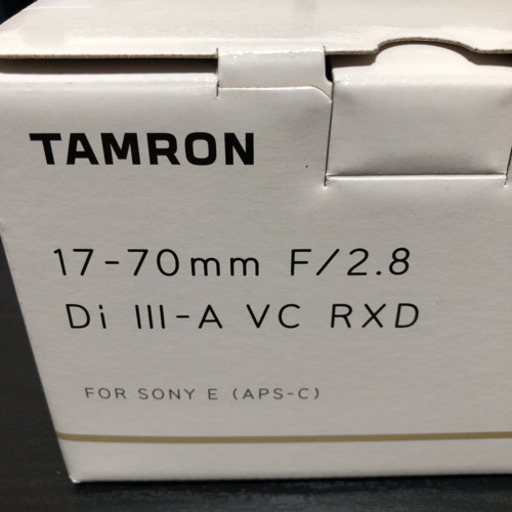 TAMRON
17-70mm F/2.8
Di III-A VC RXD
FOR SONY E (APS-C)